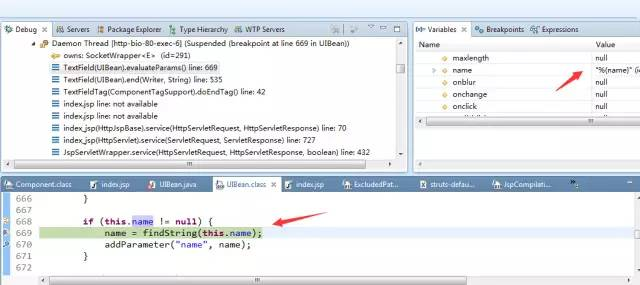 Debug Servers Package Explorer Type Hierarchy WTP Servers
Daemon Thread [http-bio-80-exec-6] (Suspended (breakpoint at line 669 in UIBean))
owns: SocketWrapper<E> (id=291)
TextField(UIBean).evaluateParams() line: 669
TextField(UIBean).end(Writer, String) line: 535
TextFieldTag(ComponentTagSupport).doEndTag() line: 42
index.jsp line: not available
index.jsp line: not available
index_jsp(HttpJspBase).service(HttpServletRequest, HttpServletResponse) line: 70
index_jsp(HttpServlet).service(ServletRequest, ServletResponse) line: 727
JspServletWrapper.service(HttpServletRequest, HttpServletResponse, boolean) line: 432
Variables Breakpoints Expressions
Name Value
maxlength null
name "%{name}" (i
onblur null
onchange null
onclick null
Component.class index.jsp UIBean.java UIBean.class index.jsp ExcludedPat... struts-defau... JspCompilati...
666 }
667
668 if (this.name != null) {
669 name = findString(this.name);
670 addParameter("name", name);
671 }
672